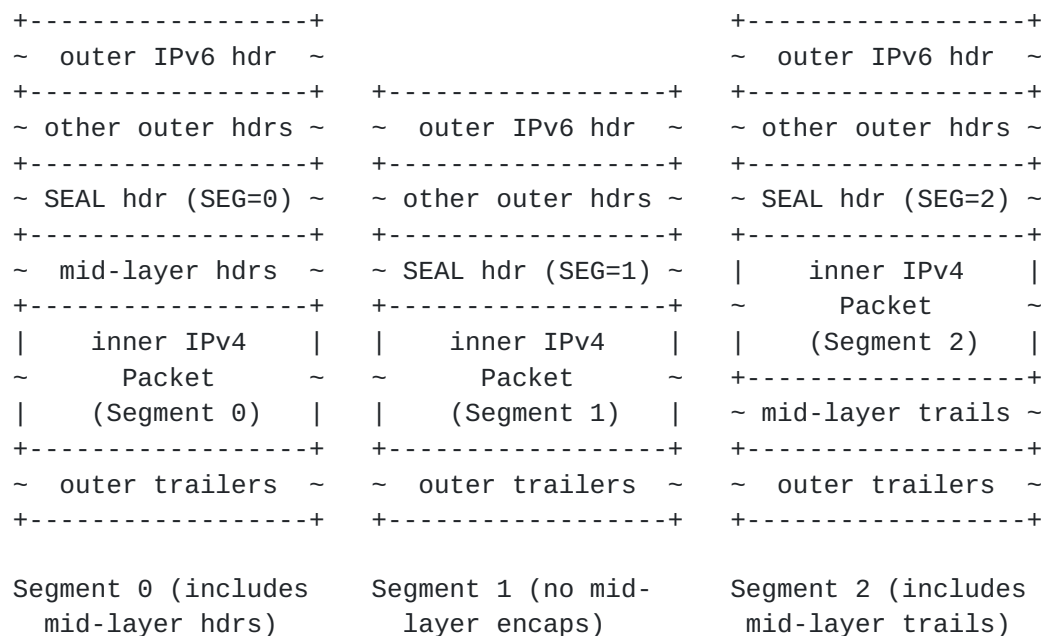 +------------------+                        +------------------+
~  outer IPv6 hdr  ~                        ~  outer IPv6 hdr  ~
+------------------+   +------------------+   +------------------+
~ other outer hdrs ~   ~  outer IPv6 hdr  ~   ~ other outer hdrs ~
+------------------+   +------------------+   +------------------+
~ SEAL hdr (SEG=0) ~   ~ other outer hdrs ~   ~ SEAL hdr (SEG=2) ~
+------------------+   +------------------+   +------------------+
~  mid-layer hdrs  ~   ~ SEAL hdr (SEG=1) ~   |    inner IPv4    |
+------------------+   +------------------+   ~      Packet      ~
|    inner IPv4    |   |    inner IPv4    |   |    (Segment 2)   |
~      Packet      ~   ~      Packet      ~   +------------------+
|    (Segment 0)   |   |    (Segment 1)   |   ~ mid-layer trails ~
+------------------+   +------------------+   +------------------+
~  outer trailers  ~   ~  outer trailers  ~   ~  outer trailers  ~
+------------------+   +------------------+   +------------------+
Segment 0 (includes    Segment 1 (no mid-     Segment 2 (includes
  mid-layer hdrs)        layer encaps)         mid-layer trails)